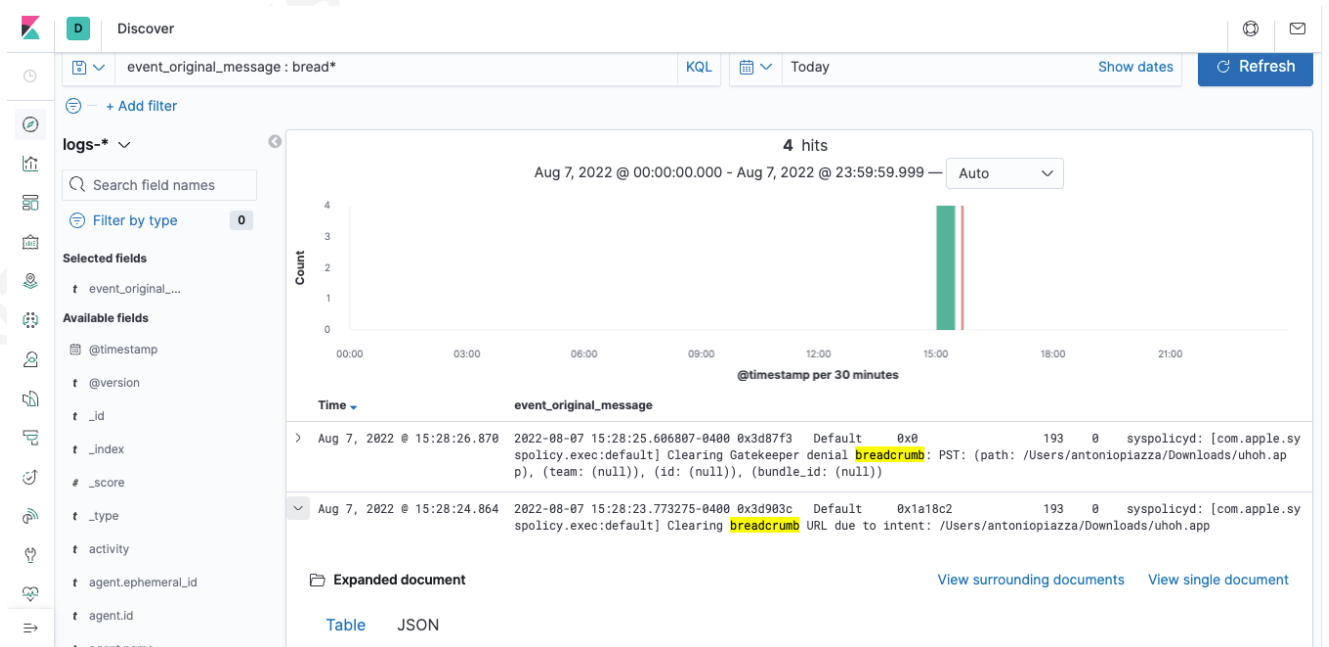 D Discover
event_original_message : bread* KQL Today Show dates Refresh
+ Add filter
logs-*
Search field names
Filter by type 0
Selected fields
t event_original_...
Available fields
@timestamp
t @version
t _id
t _index
# _score
t _type
t activity
t agent.ephemeral_id
t agent.id
4 hits
Aug 7, 2022 @ 00:00:00.000 - Aug 7, 2022 @ 23:59:59.999 — Auto
Count
4
3
2
1
0
00:00 03:00 06:00 09:00 12:00 15:00 18:00 21:00
@timestamp per 30 minutes
Time event_original_message
Aug 7, 2022 @ 15:28:26.870 2022-08-07 15:28:25.606807-0400 0x3d87f3 Default 0x0 193 0 syspolicyd: [com.apple.sy
spolicy.exec:default] Clearing Gatekeeper denial breadcrumb: PST: (path: /Users/antoniopiazza/Downloads/uhoh.ap
p), (team: (null)), (id: (null)), (bundle_id: (null))
Aug 7, 2022 @ 15:28:24.864 2022-08-07 15:28:23.773275-0400 0x3d903c Default 0x1a18c2 193 0 syspolicyd: [com.apple.sy
spolicy.exec:default] Clearing breadcrumb URL due to intent: /Users/antoniopiazza/Downloads/uhoh.app
Expanded document View surrounding documents View single document
Table JSON